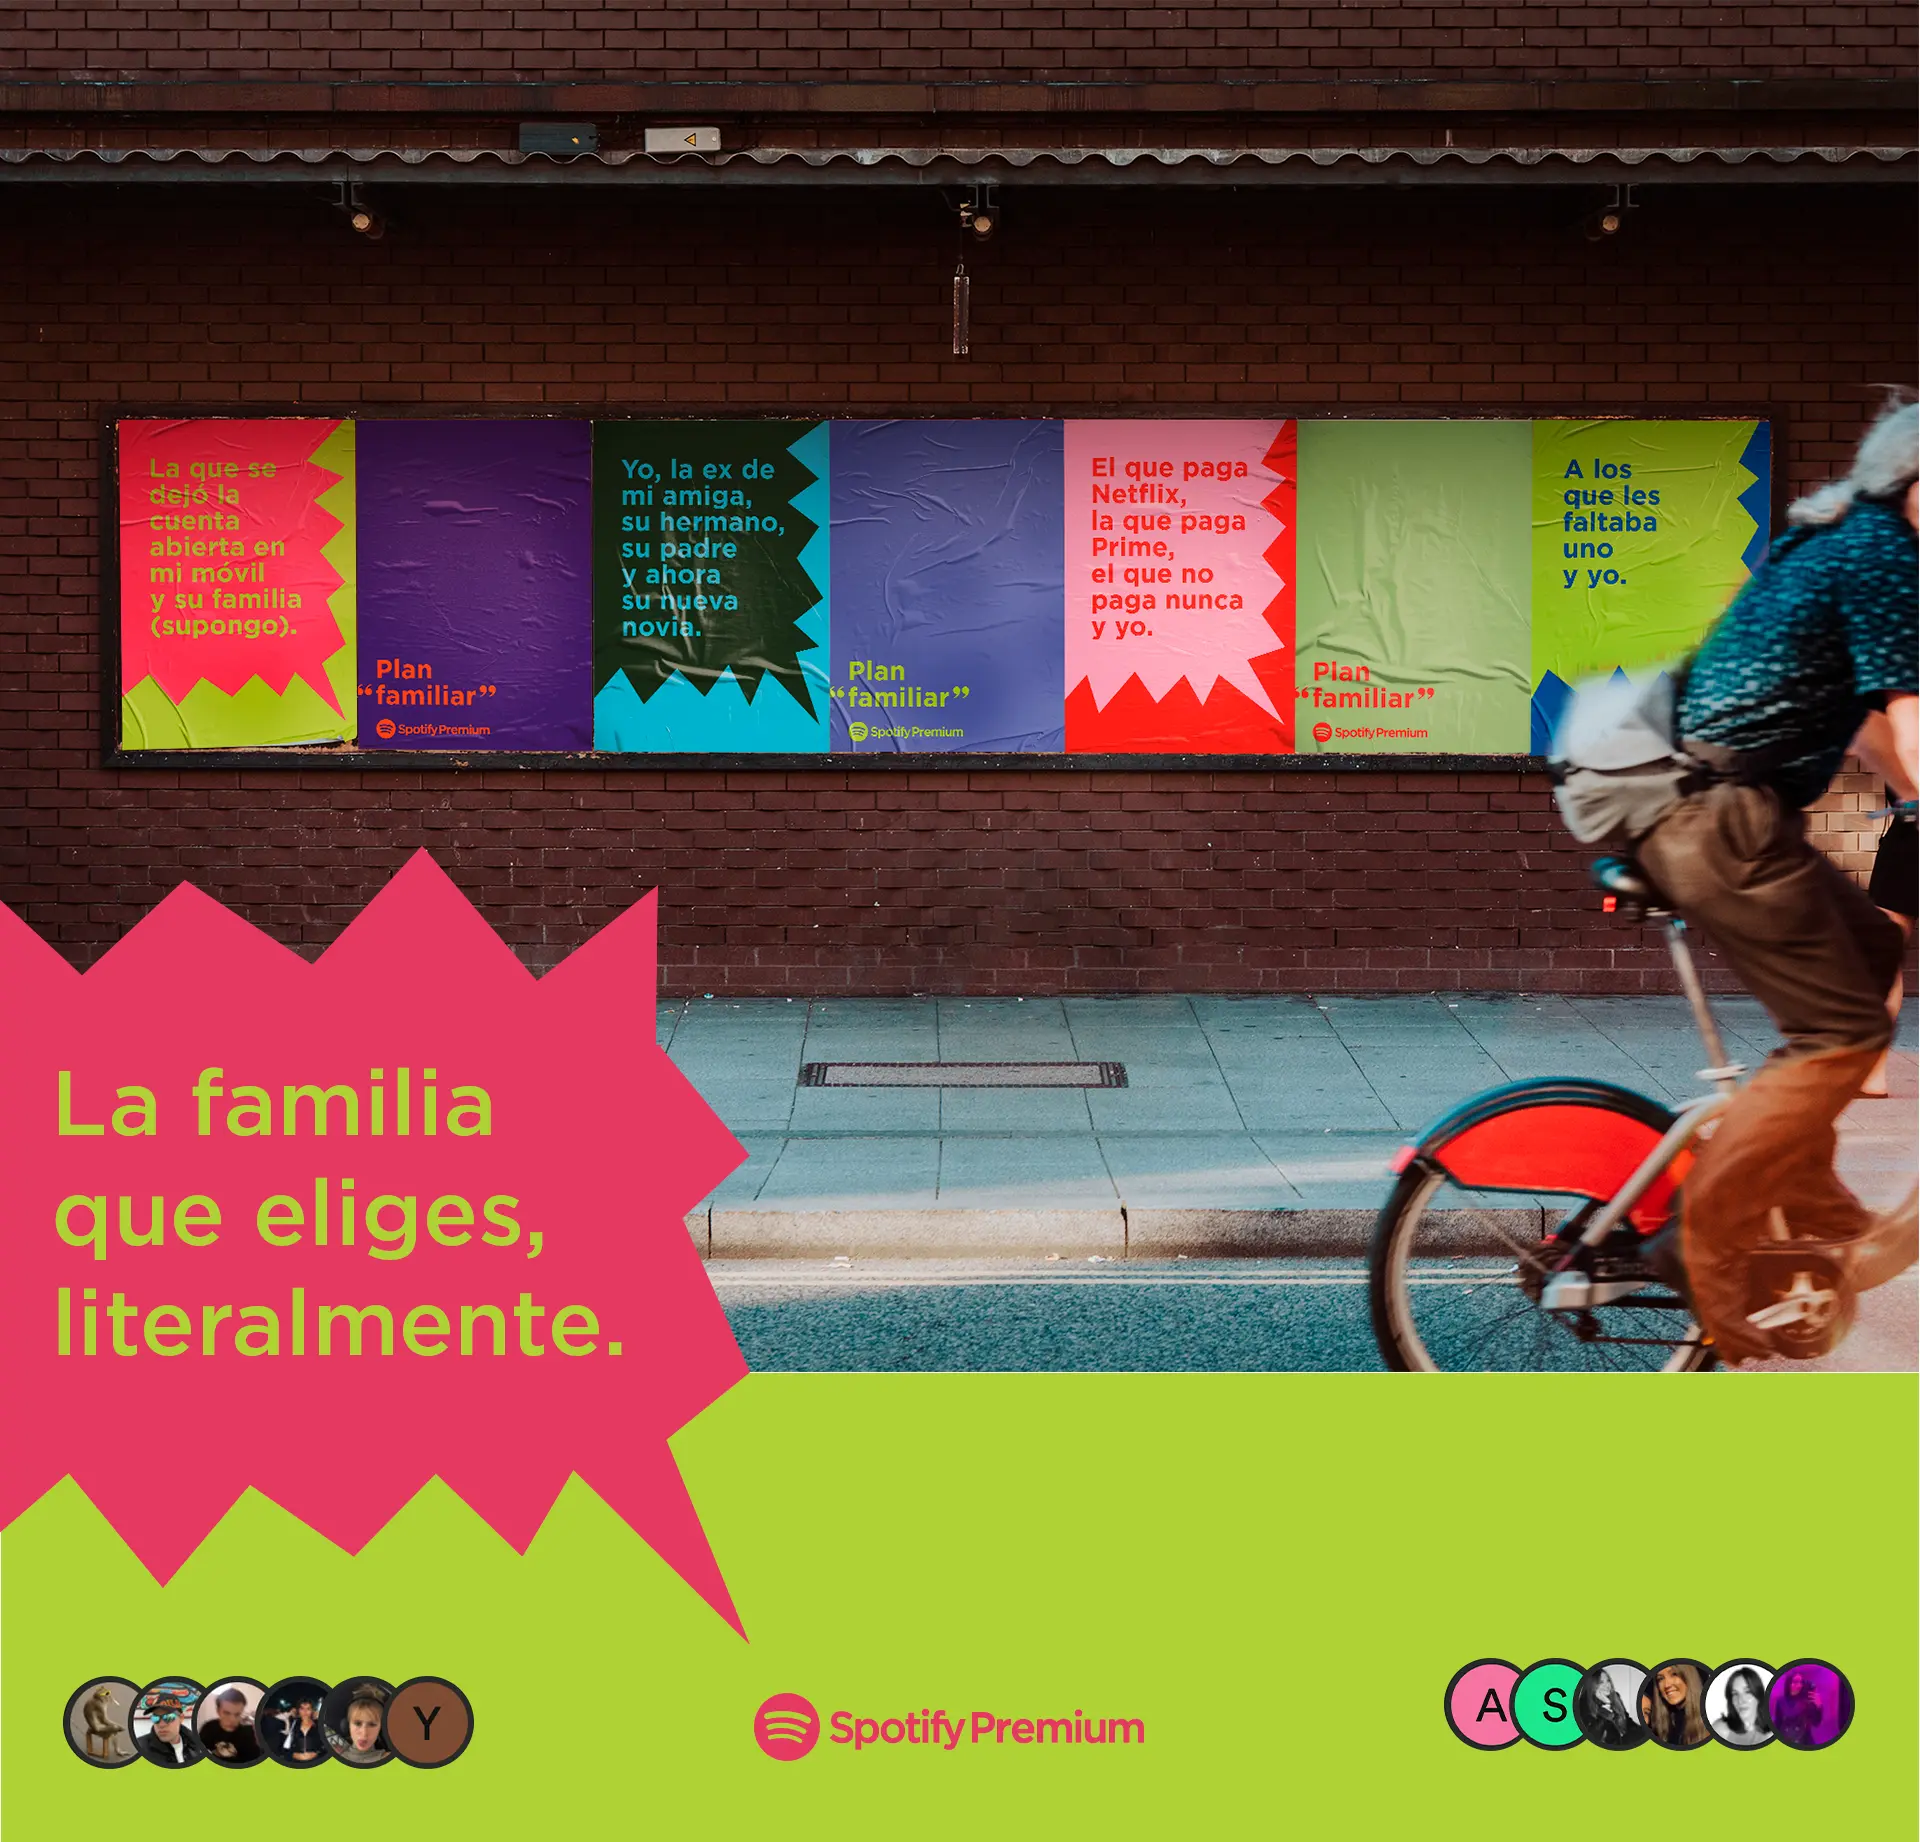 La que se
dejó la
cuenta
abierta en
mi móvil
y su familia
(supongo).
Plan
“familiar”
Spotify Premium
Yo, la ex de
mi amiga,
su hermano,
su padre
y ahora
su nueva
novia.
Plan
“familiar”
Spotify Premium
El que paga
Netflix,
la que paga
Prime,
el que no
paga nunca
y yo.
Plan
“familiar”
Spotify Premium
A los
que les
faltaba
uno
y yo.
La familia
que eliges,
literalmente.
Y
Spotify Premium
A S